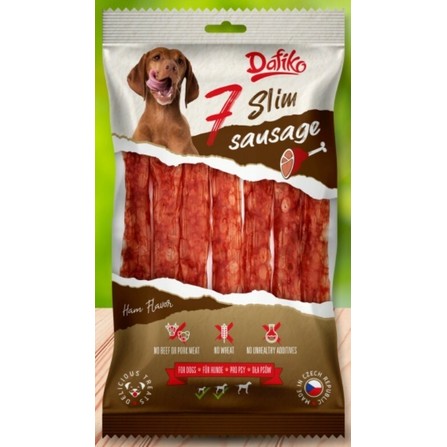 Dafiko
7 Slim
sausage
Ham Flavor
NO BEEF OR PORK MEAT
NO WHEAT
NO UNHEALTHY ADDITIVES
FOR DOGS • FÜR HUNDE • PRO PSY • DLA PSÓW
DELICIOUS TREATS
MADE IN CZECH REPUBLIC